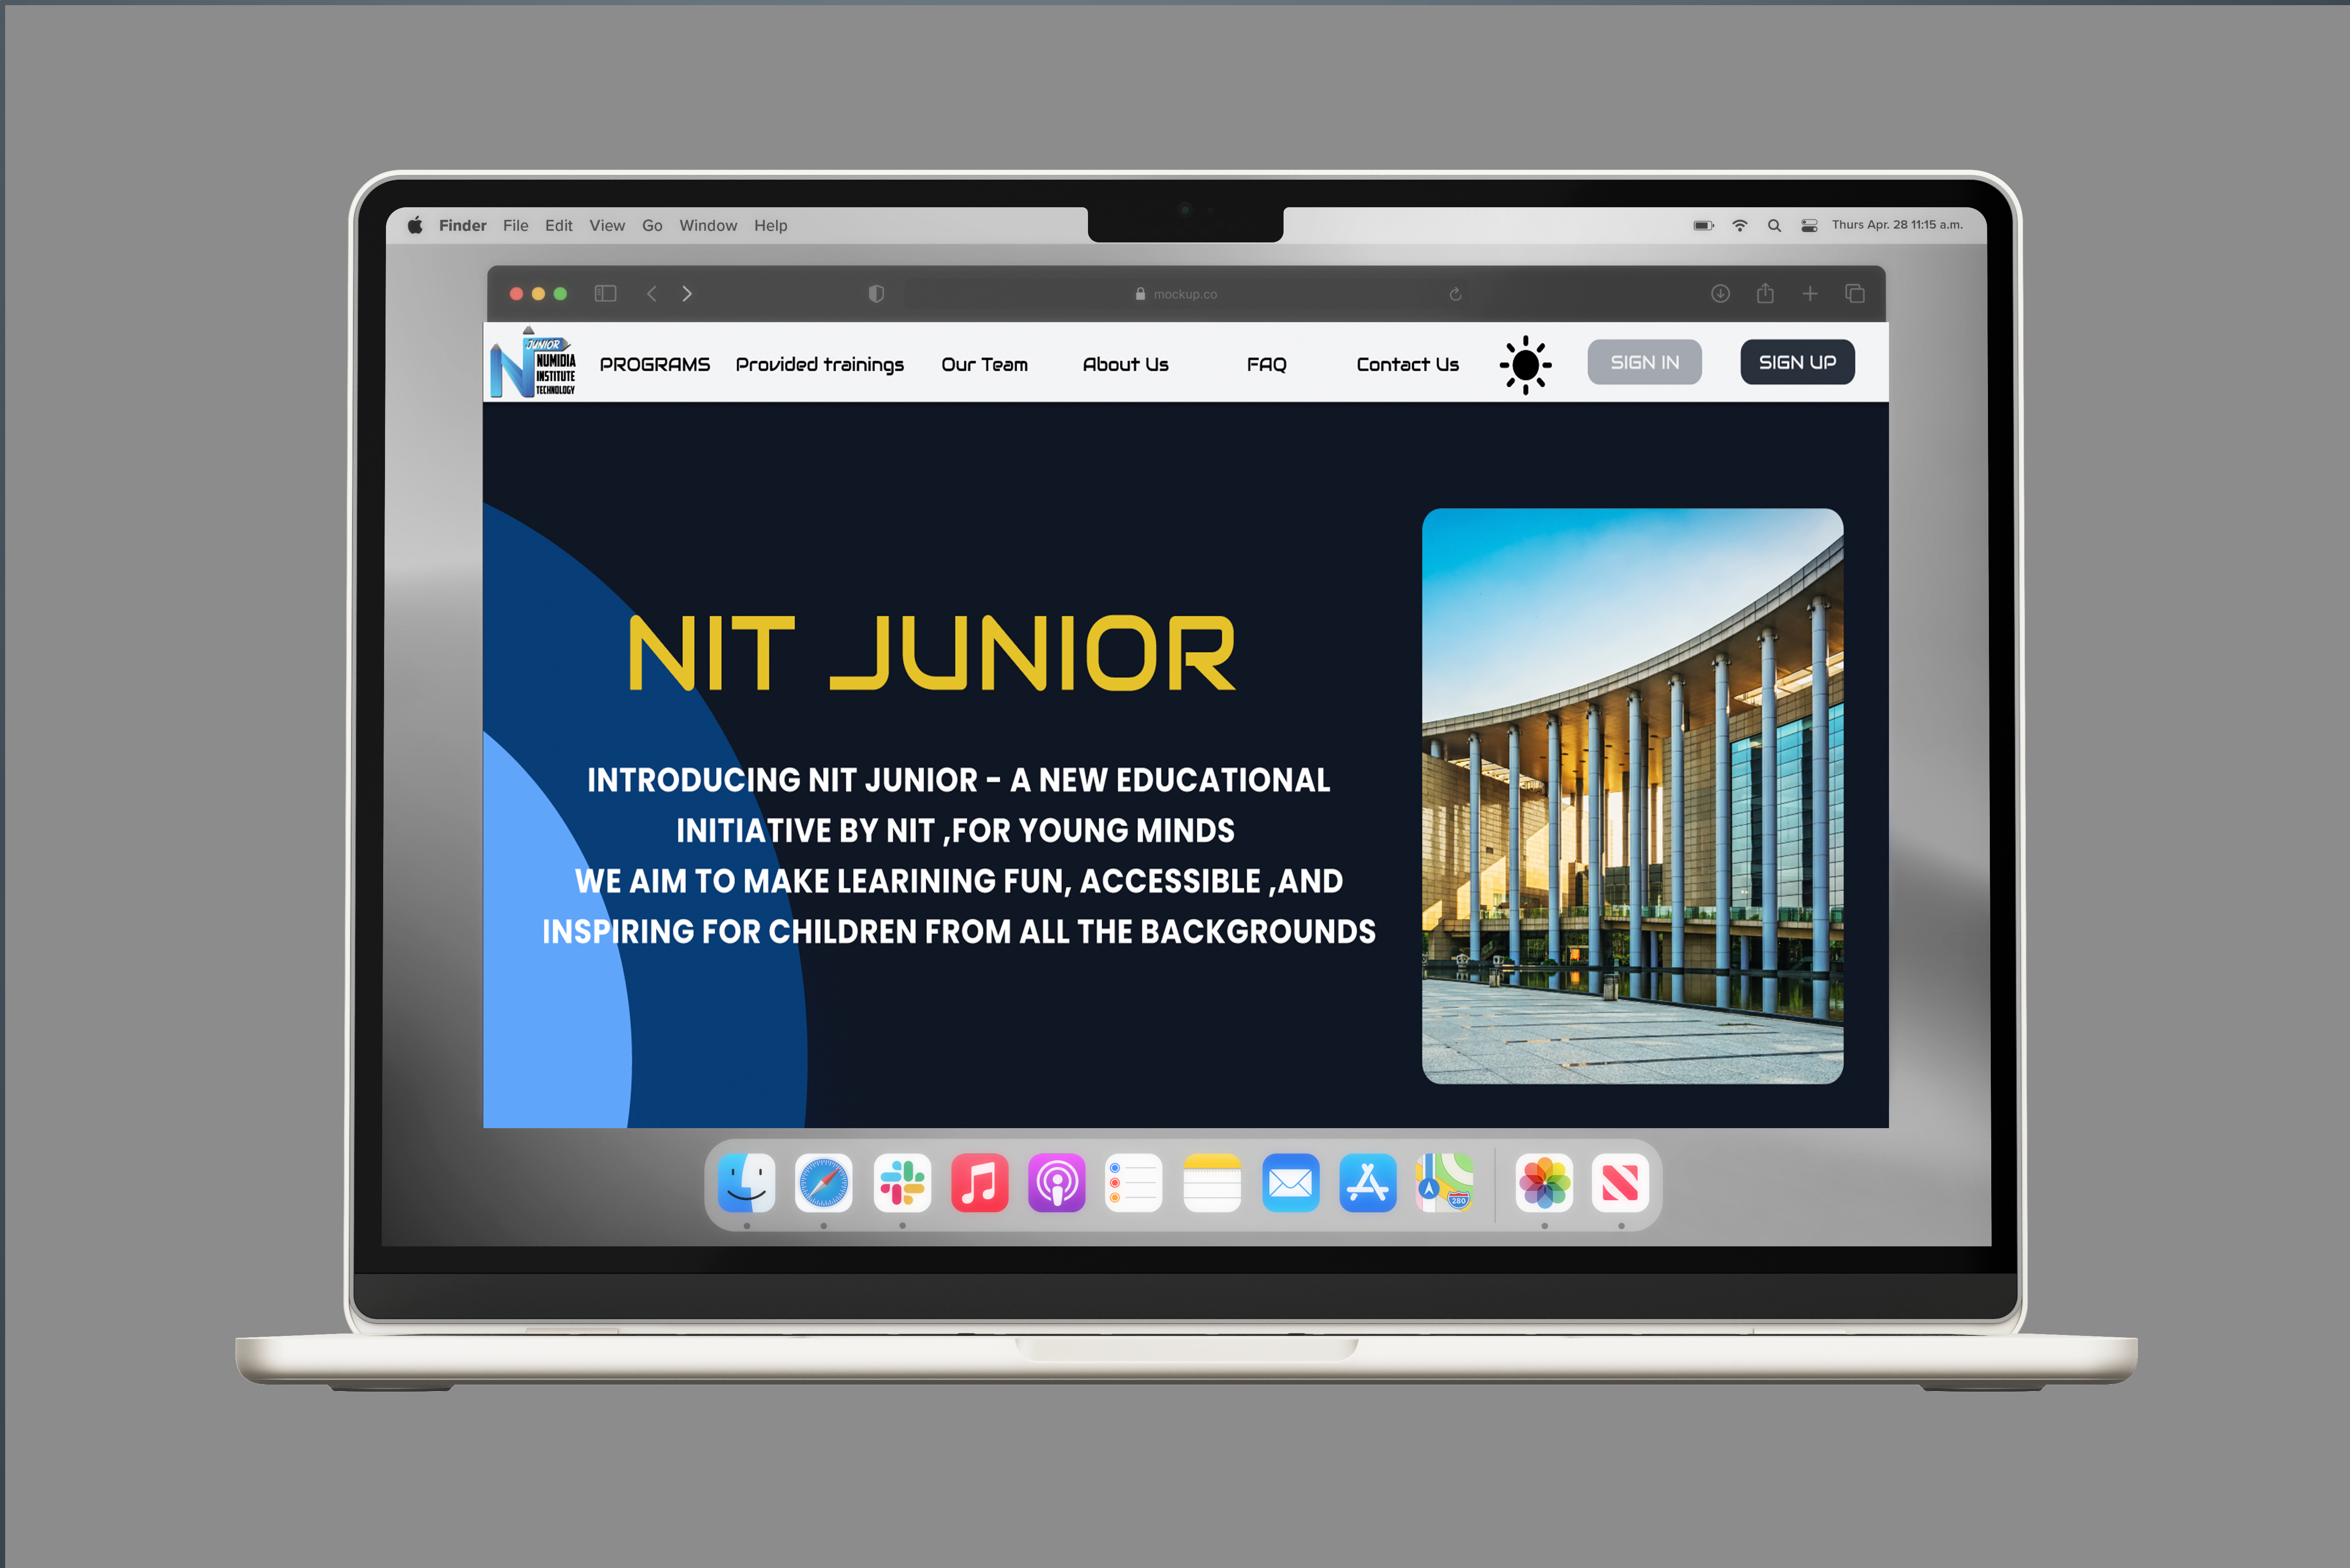 Finder File Edit View Go Window Help
Thurs Apr. 28 11:15 a.m.
mockup.co
JUNIOR
NUMIDIA
INSTITUTE
TECHNOLOGY
PROGRAMS Provided trainings Our Team About Us FAQ Contact Us SIGN IN SIGN UP
NIT JUNIOR
INTRODUCING NIT JUNIOR - A NEW EDUCATIONAL
INITIATIVE BY NIT ,FOR YOUNG MINDS
WE AIM TO MAKE LEARINING FUN, ACCESSIBLE ,AND
INSPIRING FOR CHILDREN FROM ALL THE BACKGROUNDS
280